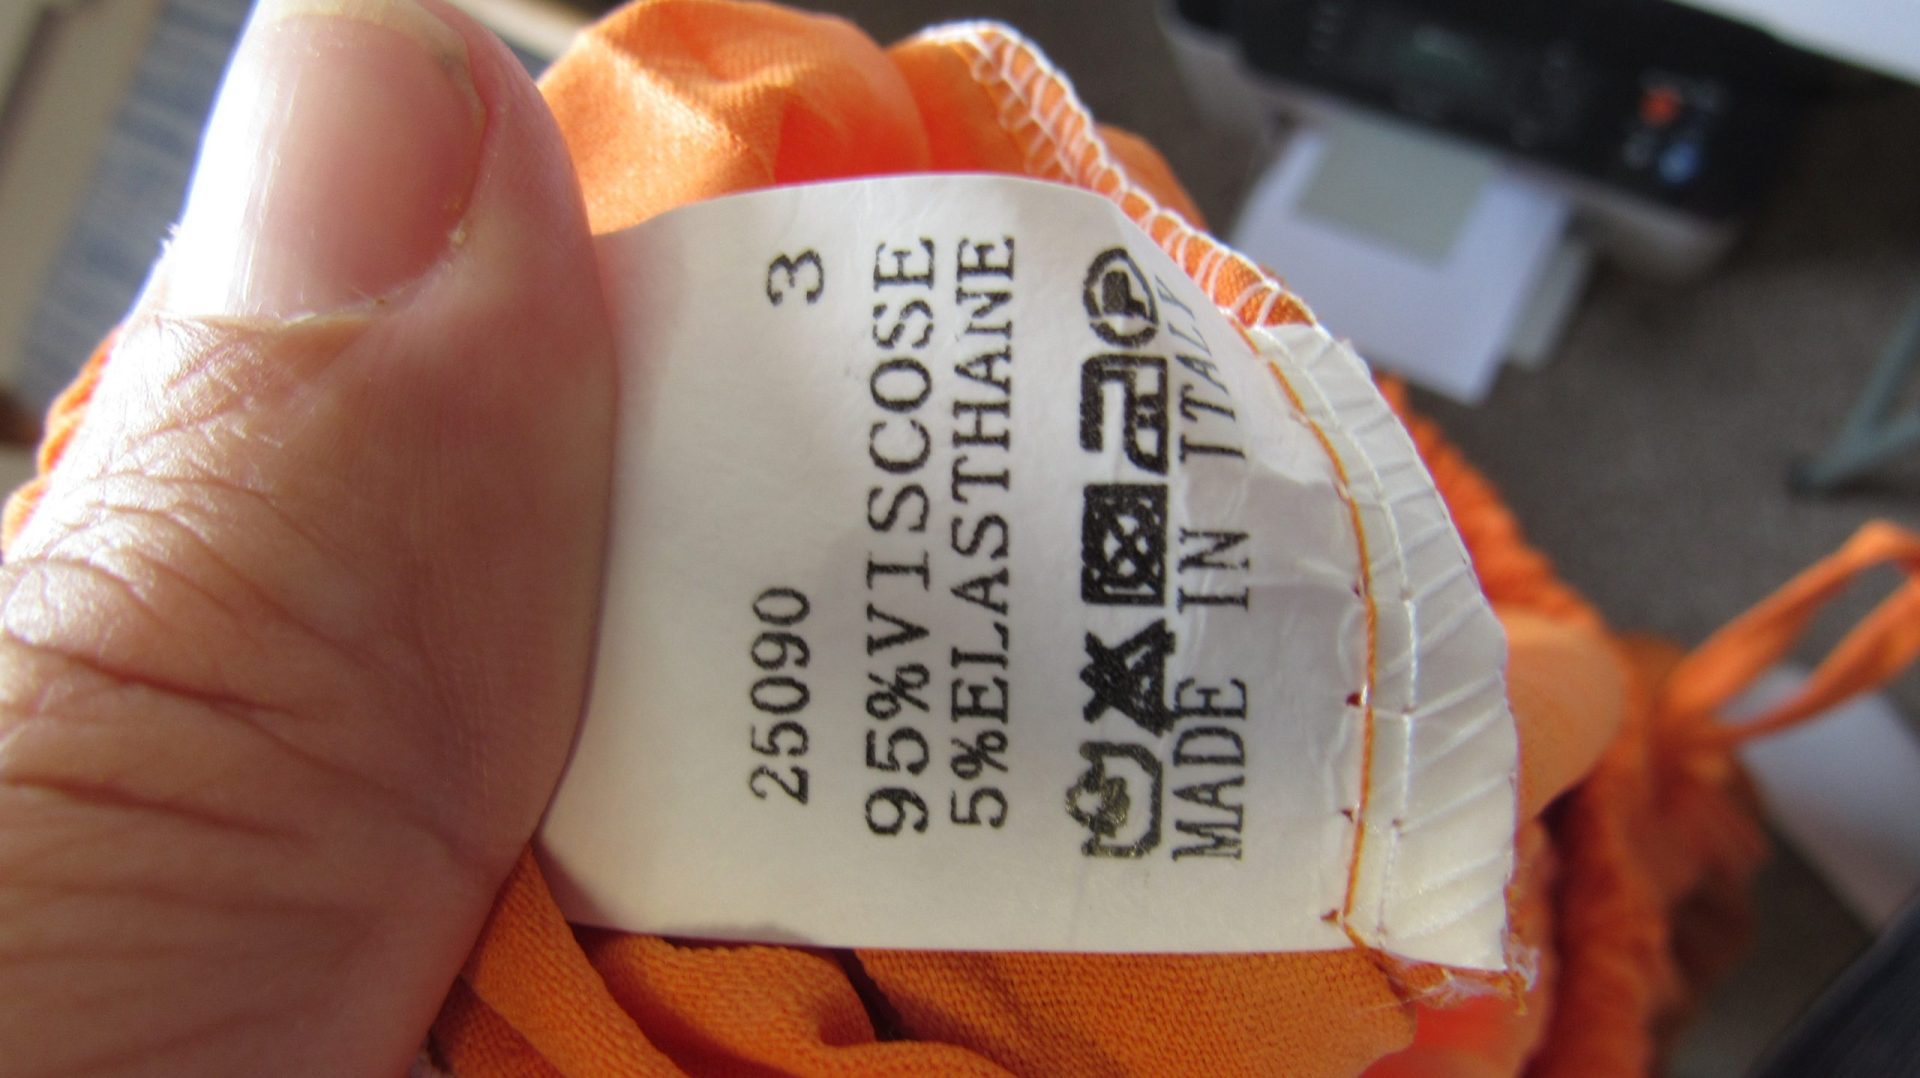 25090 3
95%VISCOSE
5%ELASTHANE
MADE IN ITALY